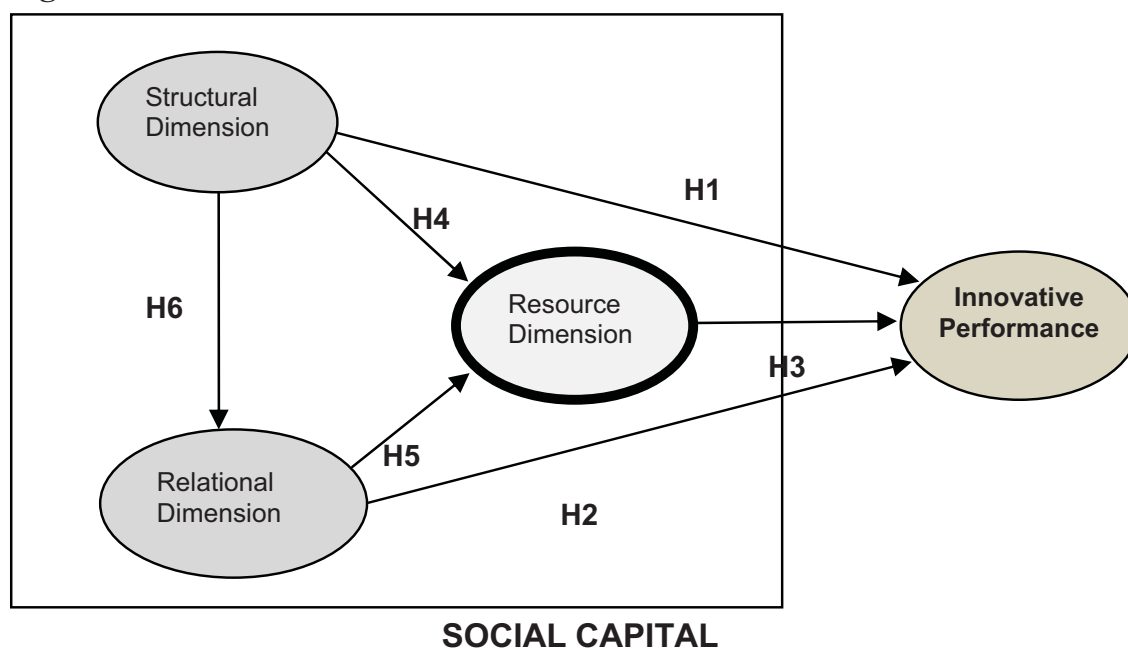 Structural
Dimension
H1
H4
Resource
Dimension
Innovative
Performance
H6
H3
H5
Relational
Dimension
H2
SOCIAL CAPITAL